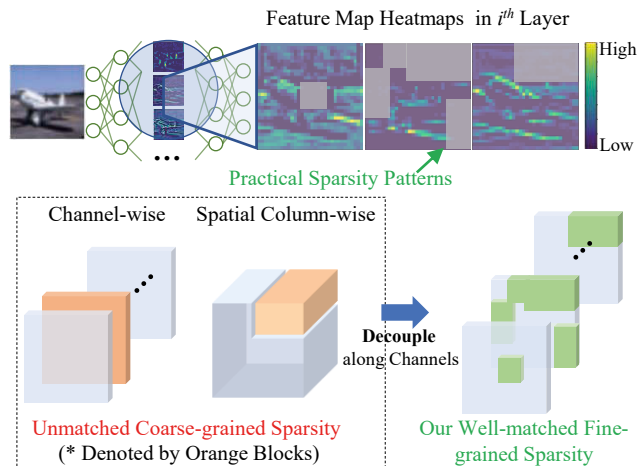 Feature Map Heatmaps in iᵗʰ Layer
High
Low
Practical Sparsity Patterns
Channel-wise
Spatial Column-wise
Decouple
along Channels
Unmatched Coarse-grained Sparsity
(* Denoted by Orange Blocks)
Our Well-matched Fine-
grained Sparsity